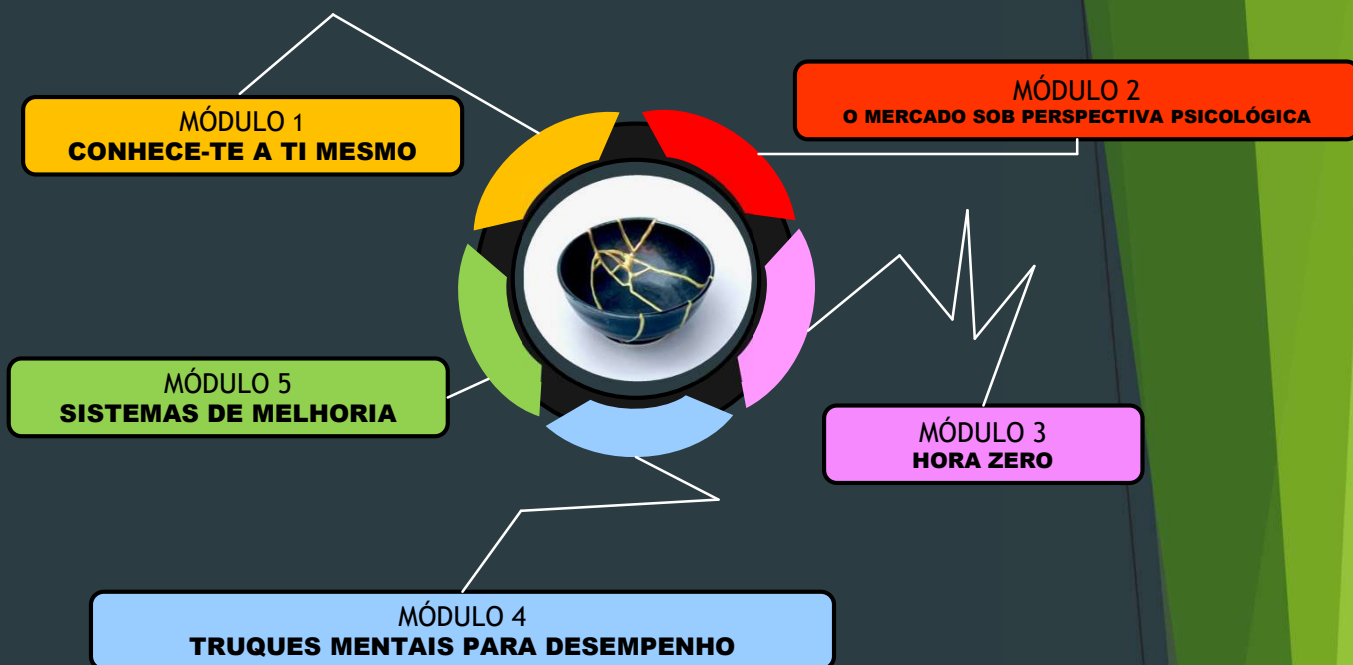 MÓDULO 1
CONHECE-TE A TI MESMO
MÓDULO 2
O MERCADO SOB PERSPECTIVA PSICOLÓGICA
MÓDULO 3
HORA ZERO
MÓDULO 4
TRUQUES MENTAIS PARA DESEMPENHO
MÓDULO 5
SISTEMAS DE MELHORIA